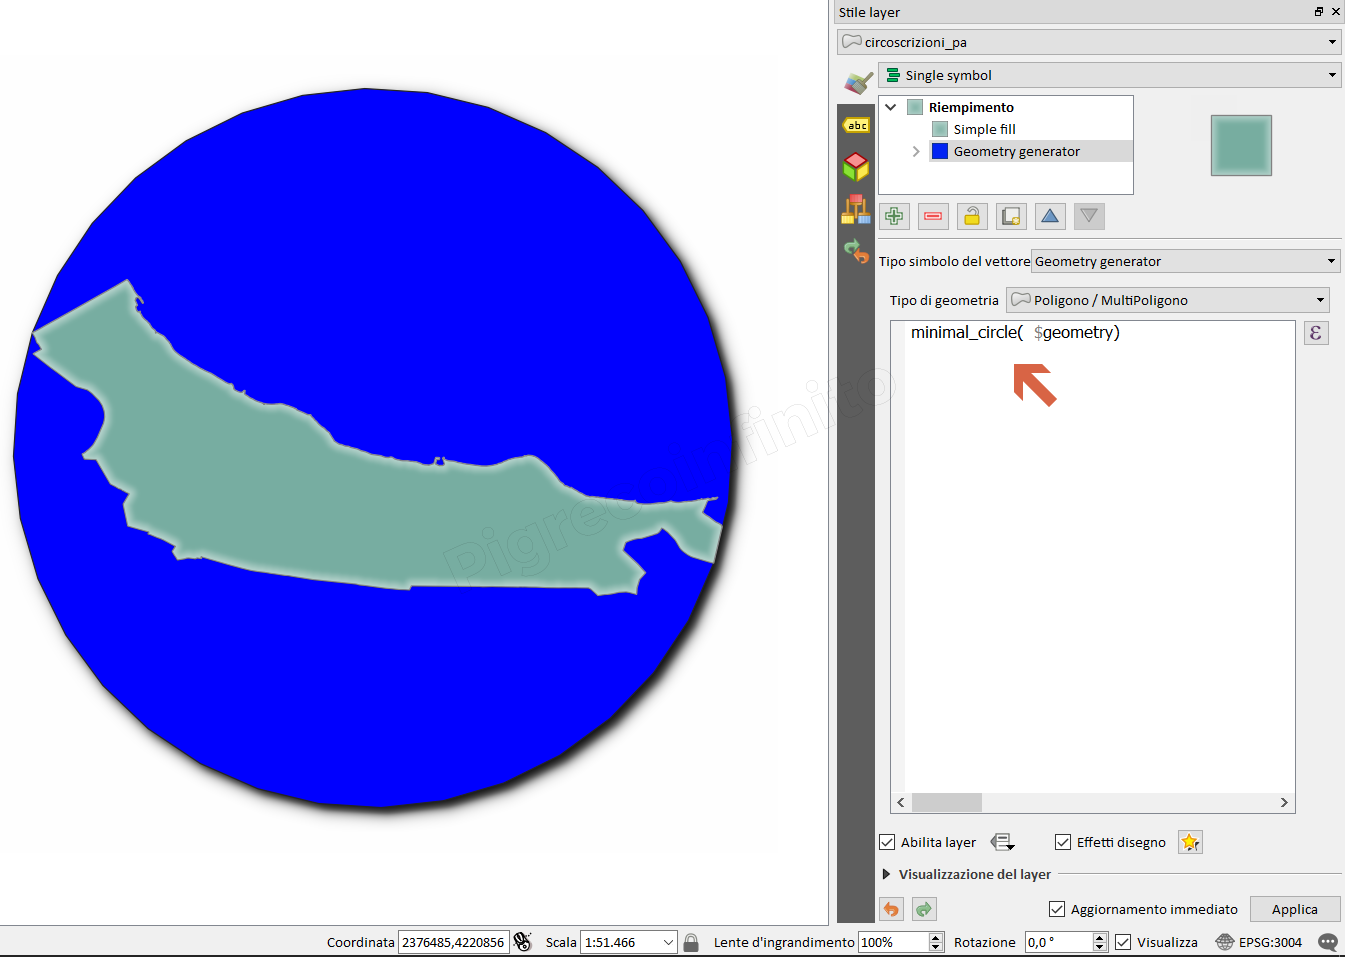 Stile layer
circoscrizioni_pa
Single symbol
Riempimento
Simple fill
Geometry generator
abc
Tipo simbolo del vettore Geometry generator
Tipo di geometria Poligono / MultiPoligono
minimal_circle( $geometry)
ε
Abilita layer Effetti disegno
Visualizzazione del layer
Aggiornamento immediato Applica
Coordinata 2376485,4220856 Scala 1:51.466 Lente d'ingrandimento 100% Rotazione 0,0 ° Visualizza EPSG:3004